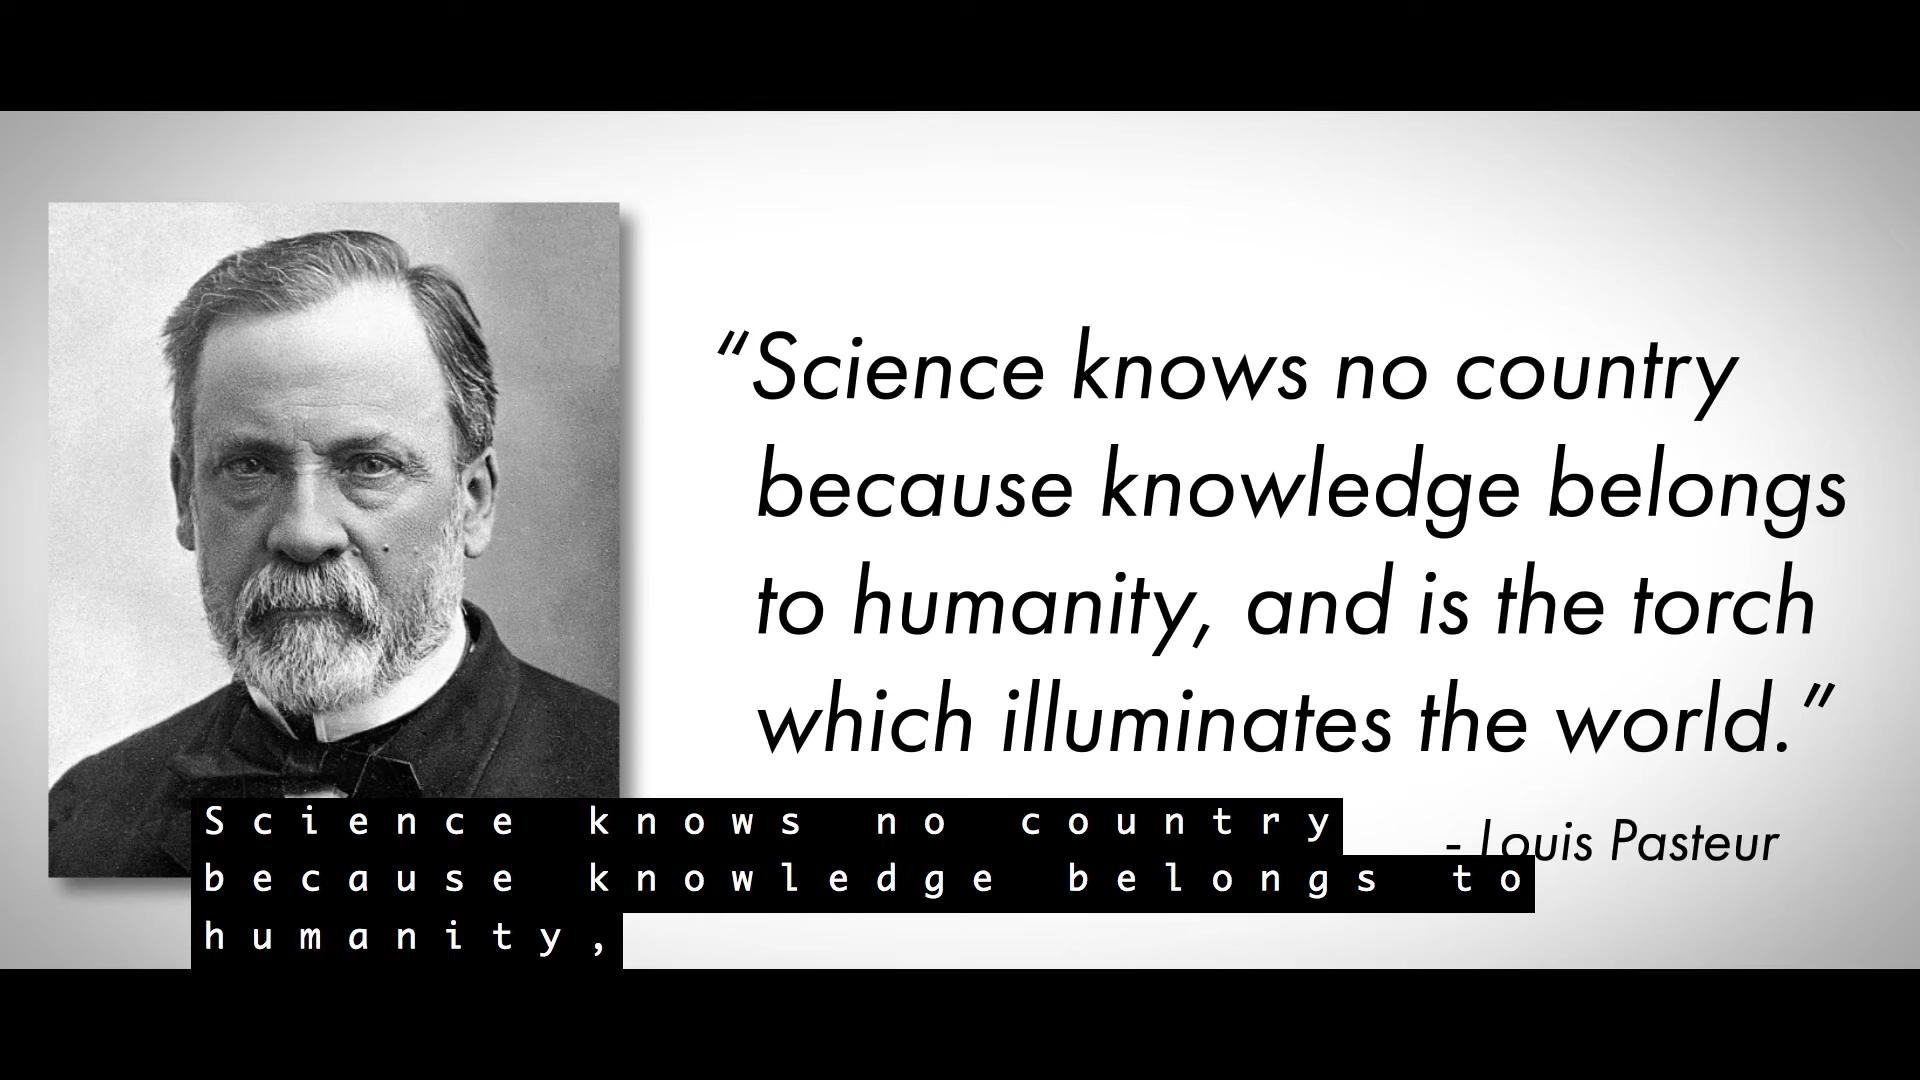 “Science knows no country
because knowledge belongs
to humanity, and is the torch
which illuminates the world.”
- Louis Pasteur
Science knows no country
because knowledge belongs to
humanity,